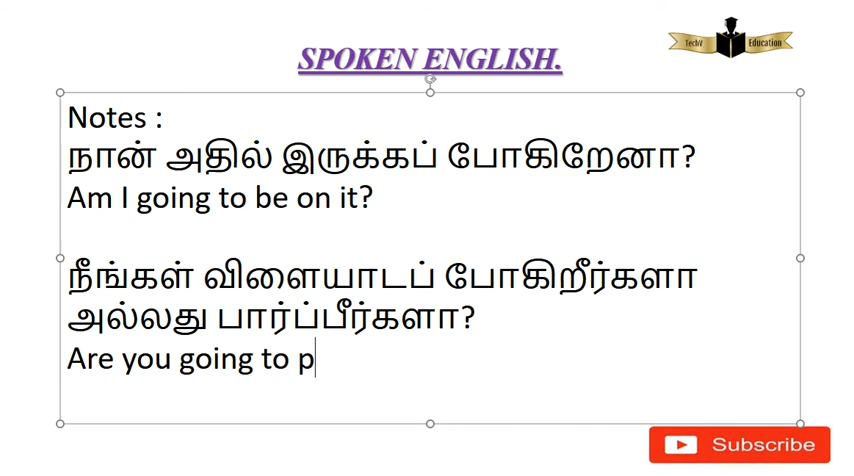 SPOKEN ENGLISH.
TechV Education
Notes :
நான் அதில் இருக்கப் போகிறேனா?
Am I going to be on it?
நீங்கள் விளையாடப் போகிறீர்களா
அல்லது பார்ப்பீர்களா?
Are you going to p
Subscribe